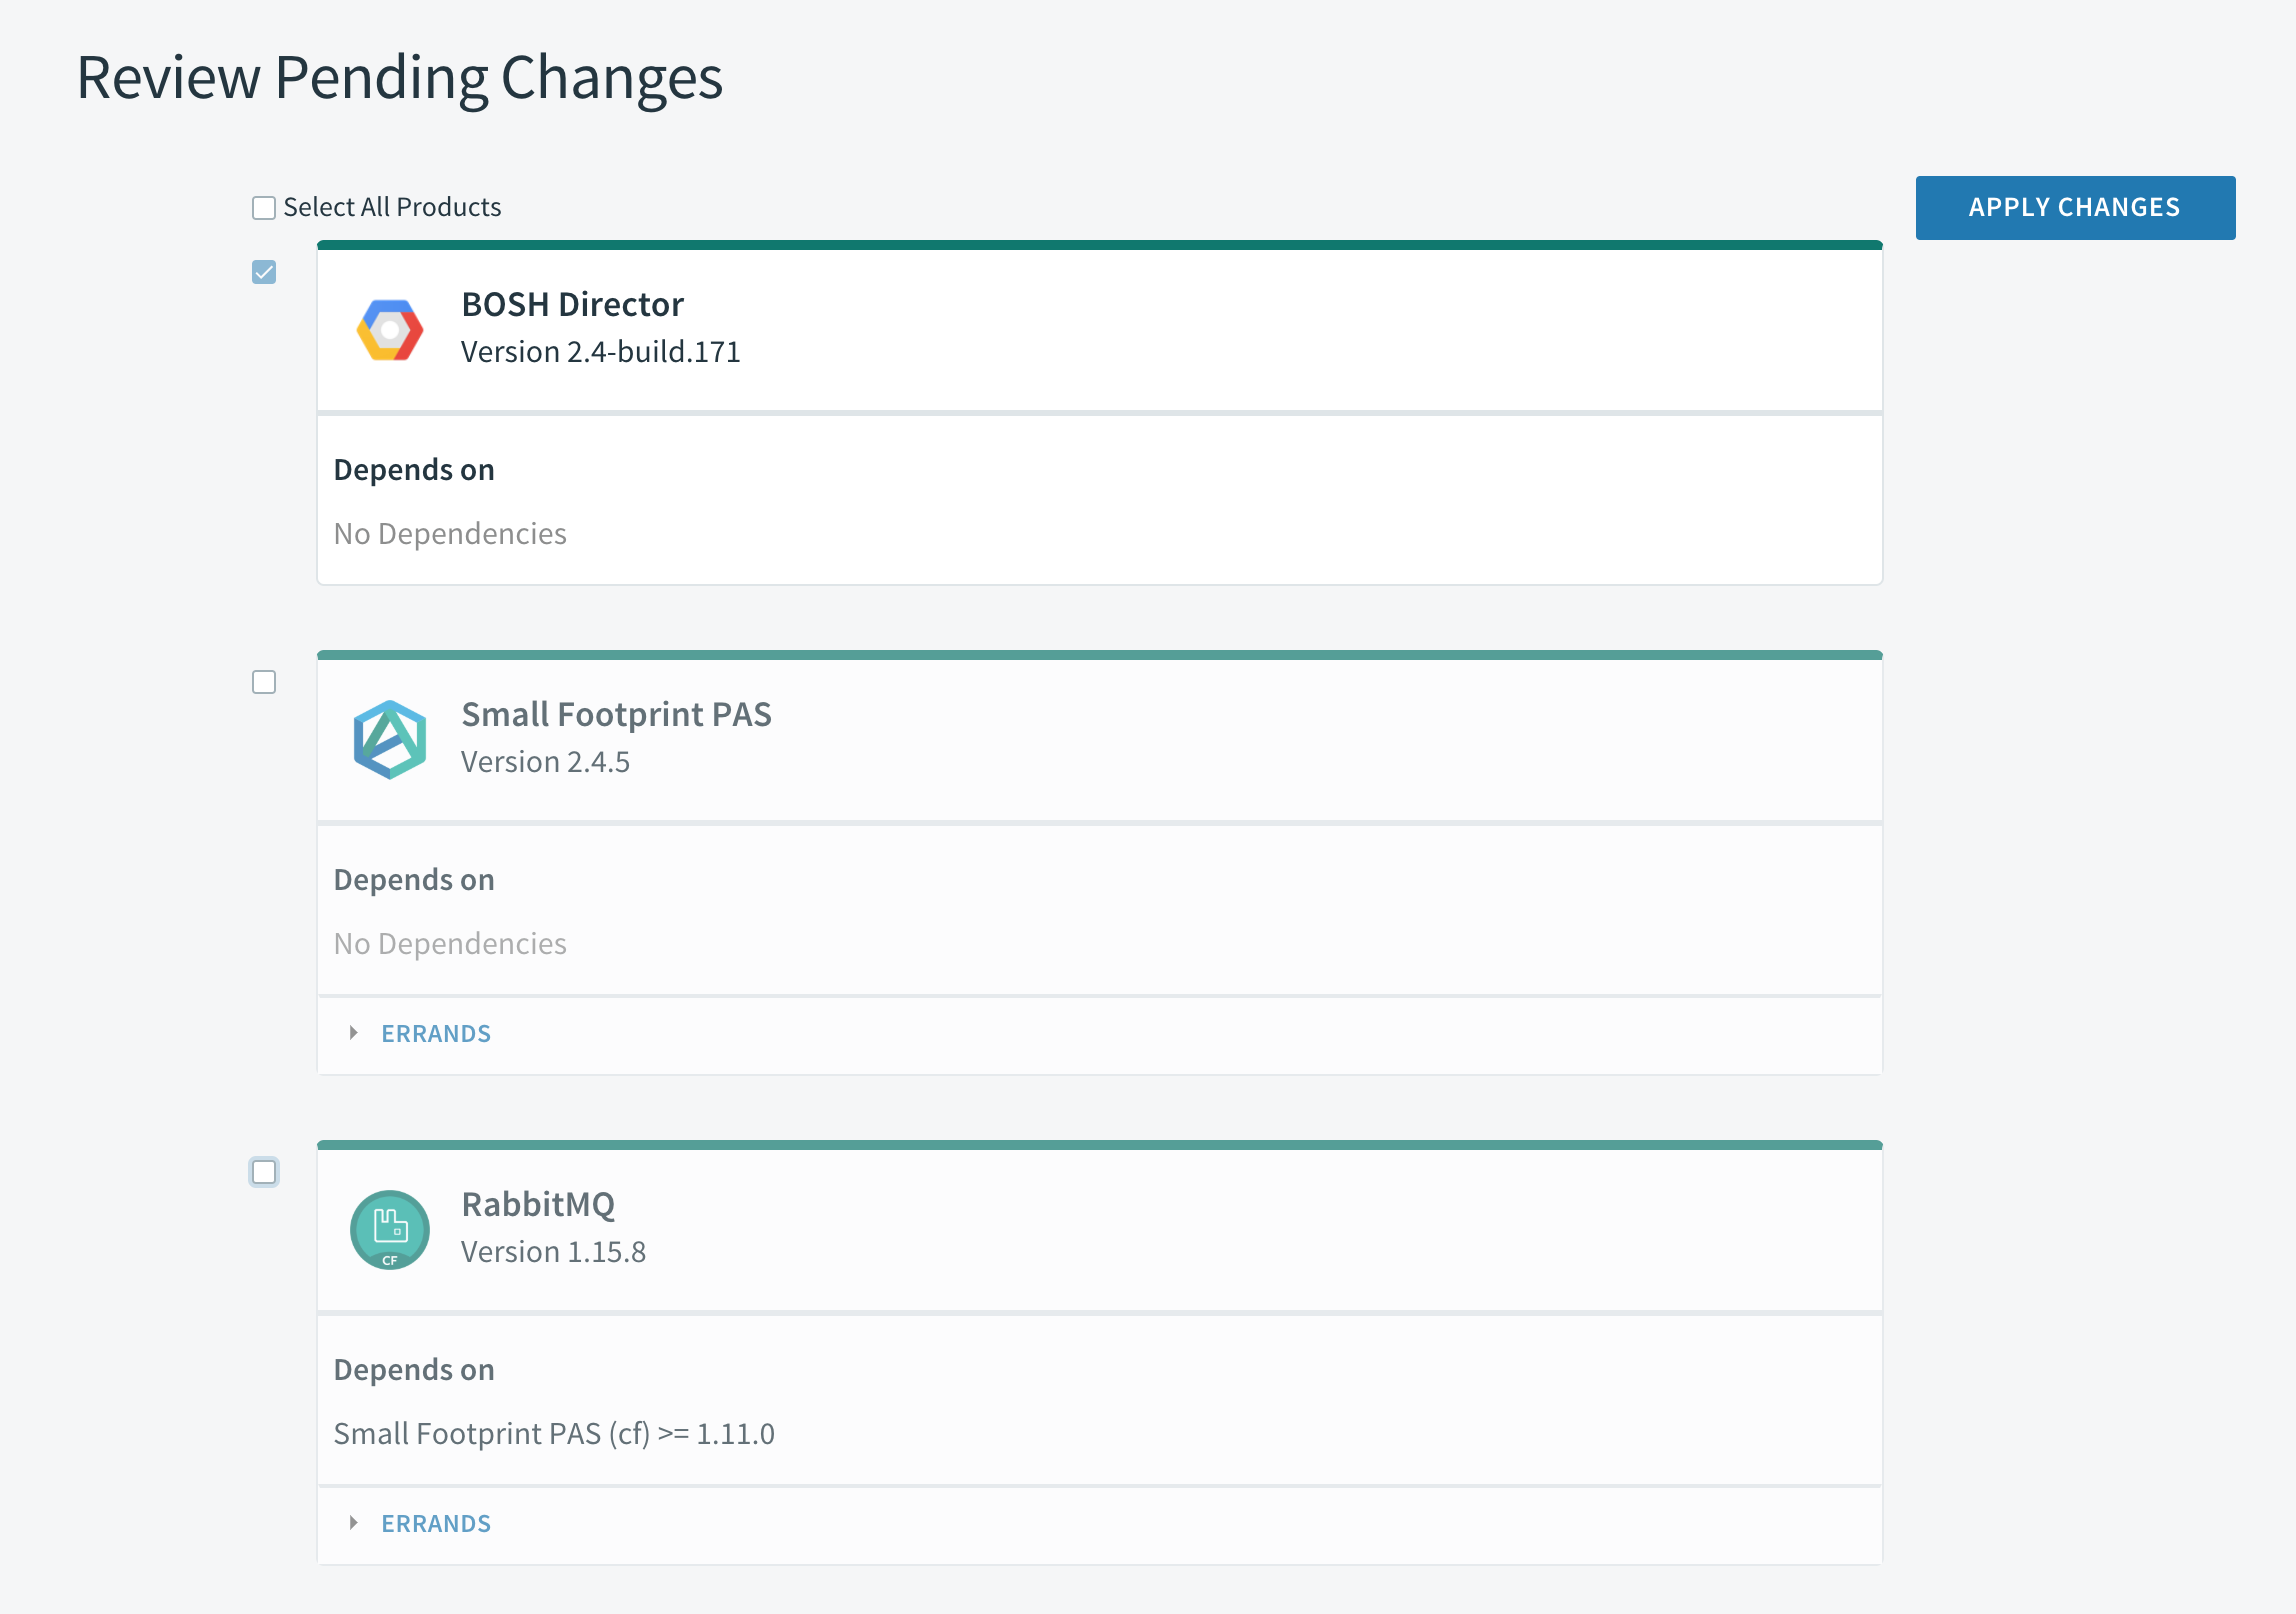 Review Pending Changes
Select All Products
APPLY CHANGES
BOSH Director
Version 2.4-build.171
Depends on
No Dependencies
Small Footprint PAS
Version 2.4.5
Depends on
No Dependencies
ERRANDS
RabbitMQ
Version 1.15.8
CF
Depends on
Small Footprint PAS (cf) >= 1.11.0
ERRANDS